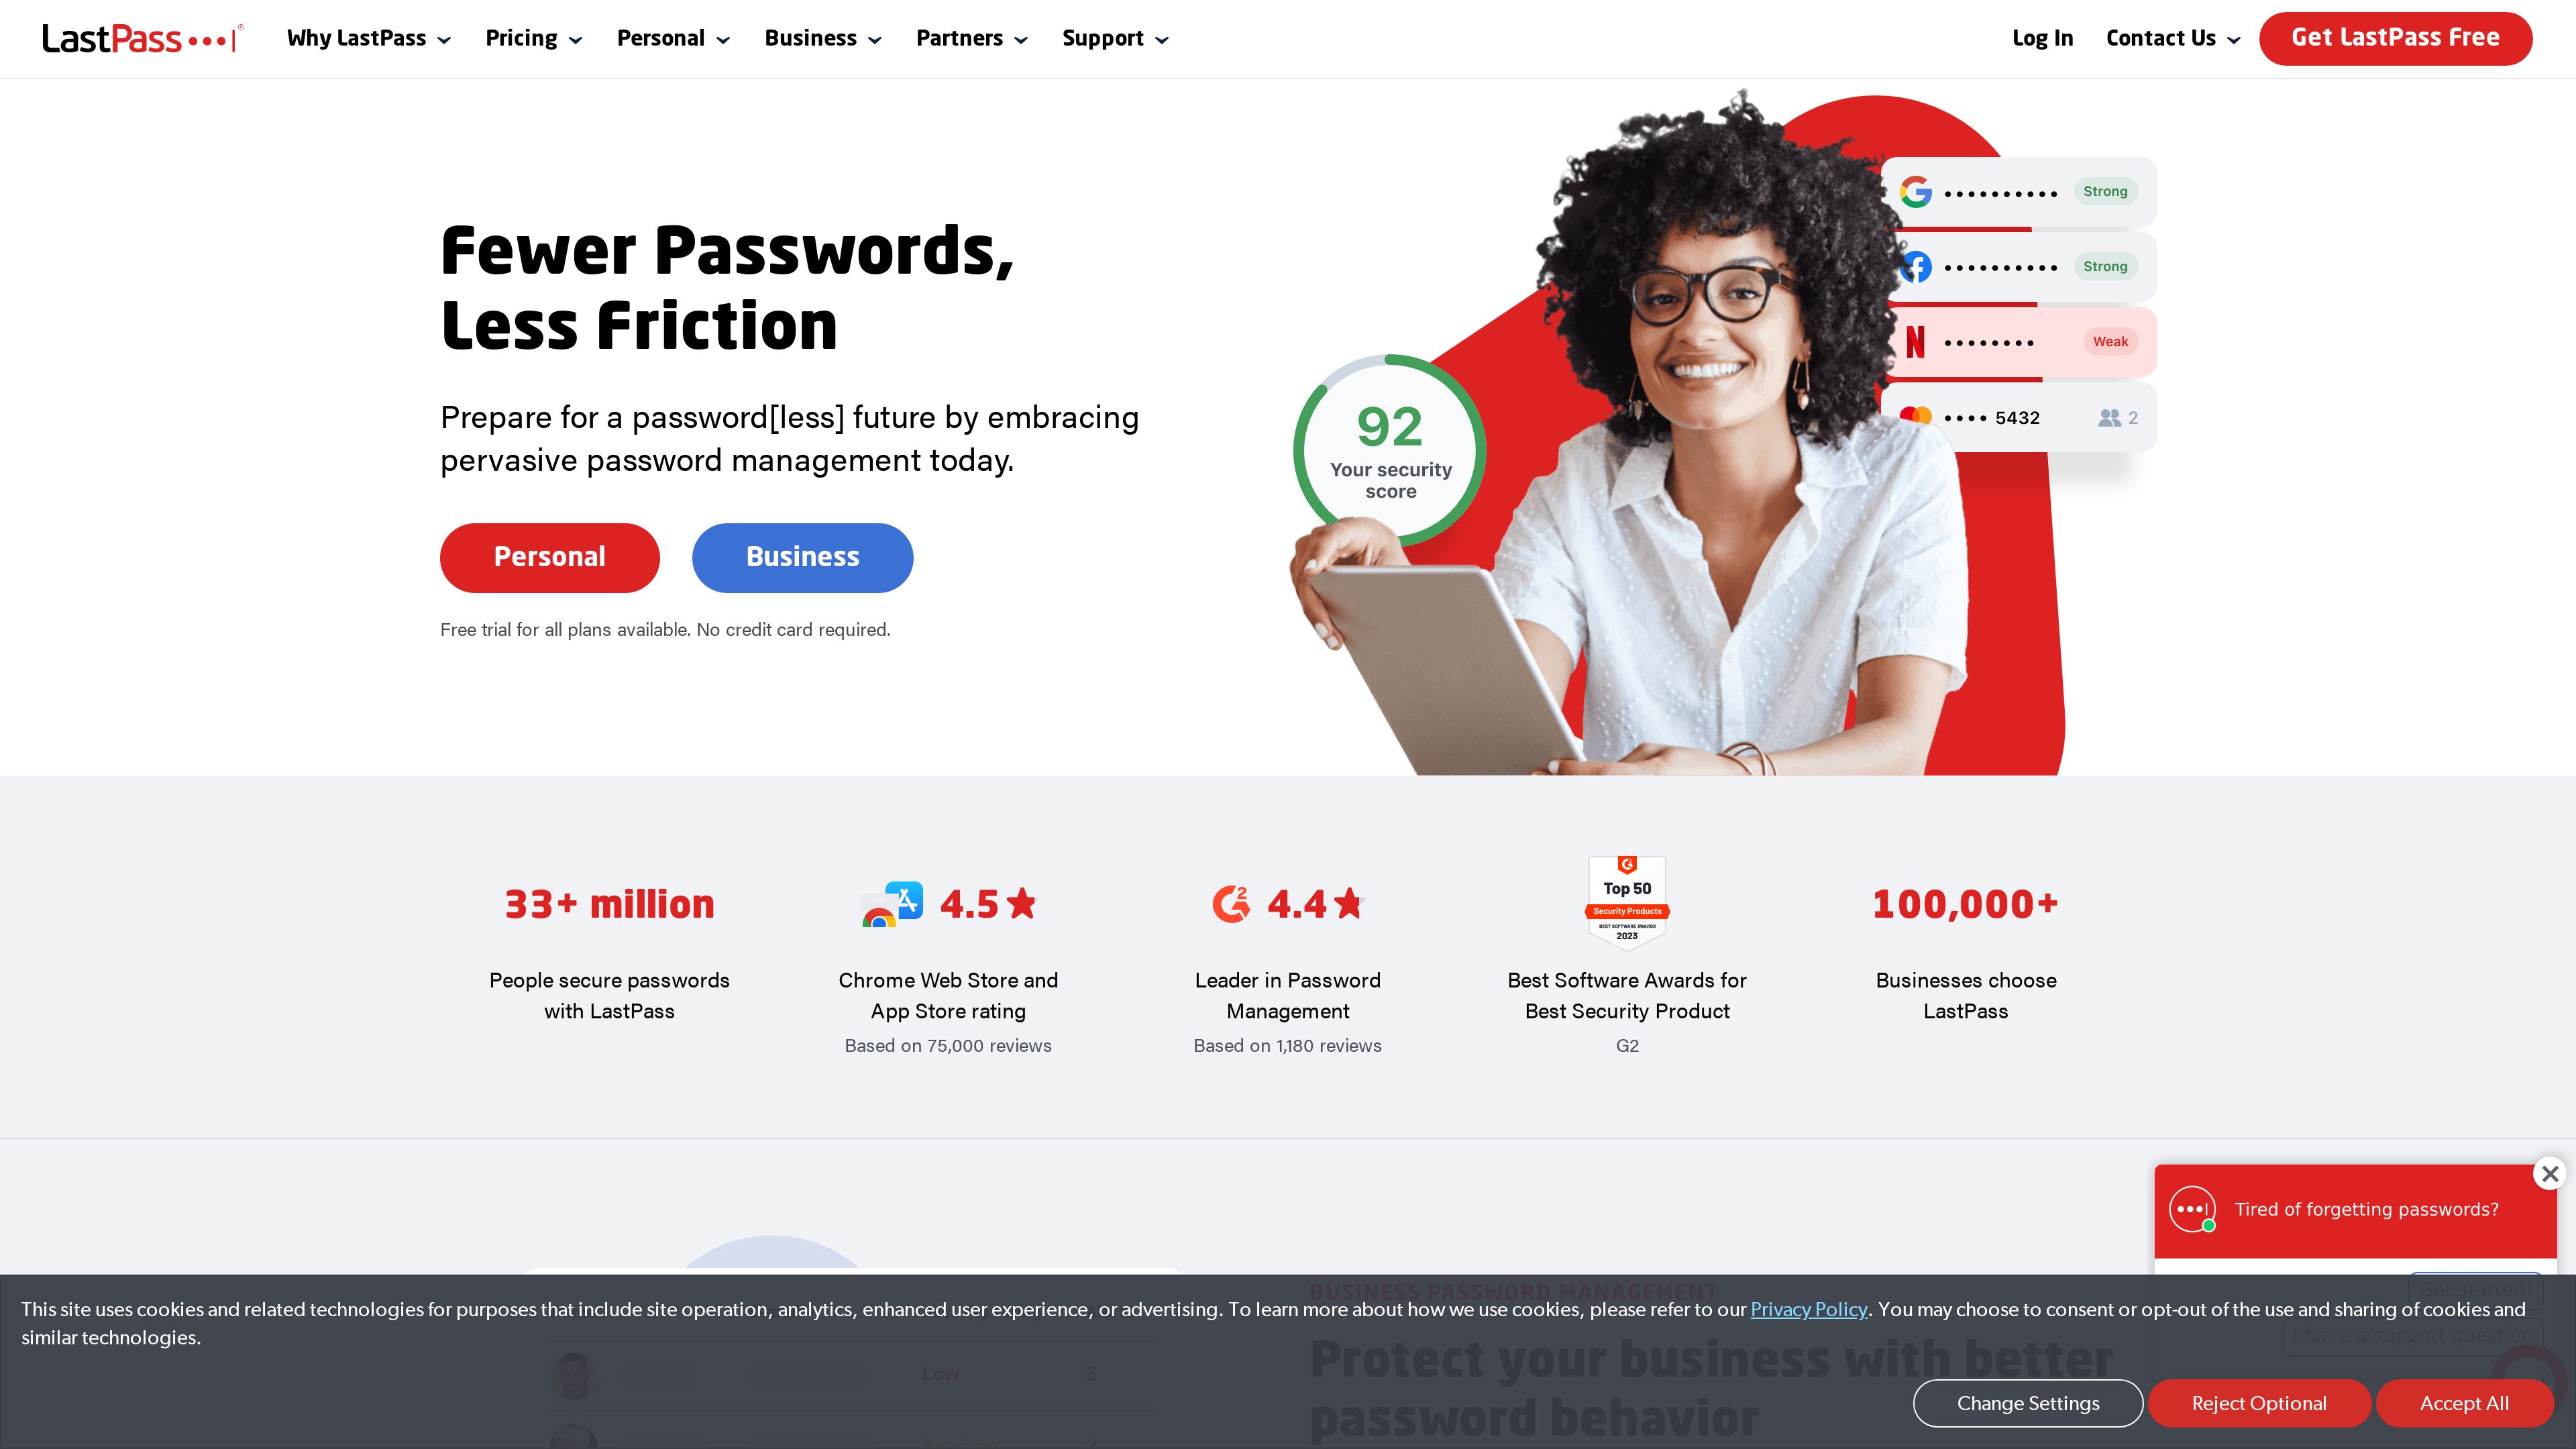 LastPass
Why LastPass
Pricing
Personal
Business
Partners
Support
Log In
Contact Us
Get LastPass Free
Fewer Passwords,
Less Friction
Prepare for a password[less] future by embracing
pervasive password management today.
Personal
Business
Free trial for all plans available. No credit card required.
Strong
Strong
Weak
•••• 5432
2
92
Your security
score
33+ million
People secure passwords
with LastPass
4.5
Chrome Web Store and
App Store rating
Based on 75,000 reviews
4.4
Leader in Password
Management
Based on 1,180 reviews
Top 50
Security Products
BEST SOFTWARE AWARDS
2023
Best Software Awards for
Best Security Product
G2
100,000+
Businesses choose
LastPass
Tired of forgetting passwords?
Get started!
I have a support question
BUSINESS PASSWORD MANAGEMENT
Protect your business with better
password behavior
Low
5
This site uses cookies and related technologies for purposes that include site operation, analytics, enhanced user experience, or advertising. To learn more about how we use cookies, please refer to our Privacy Policy. You may choose to consent or opt-out of the use and sharing of cookies and
similar technologies.
Change Settings
Reject Optional
Accept All